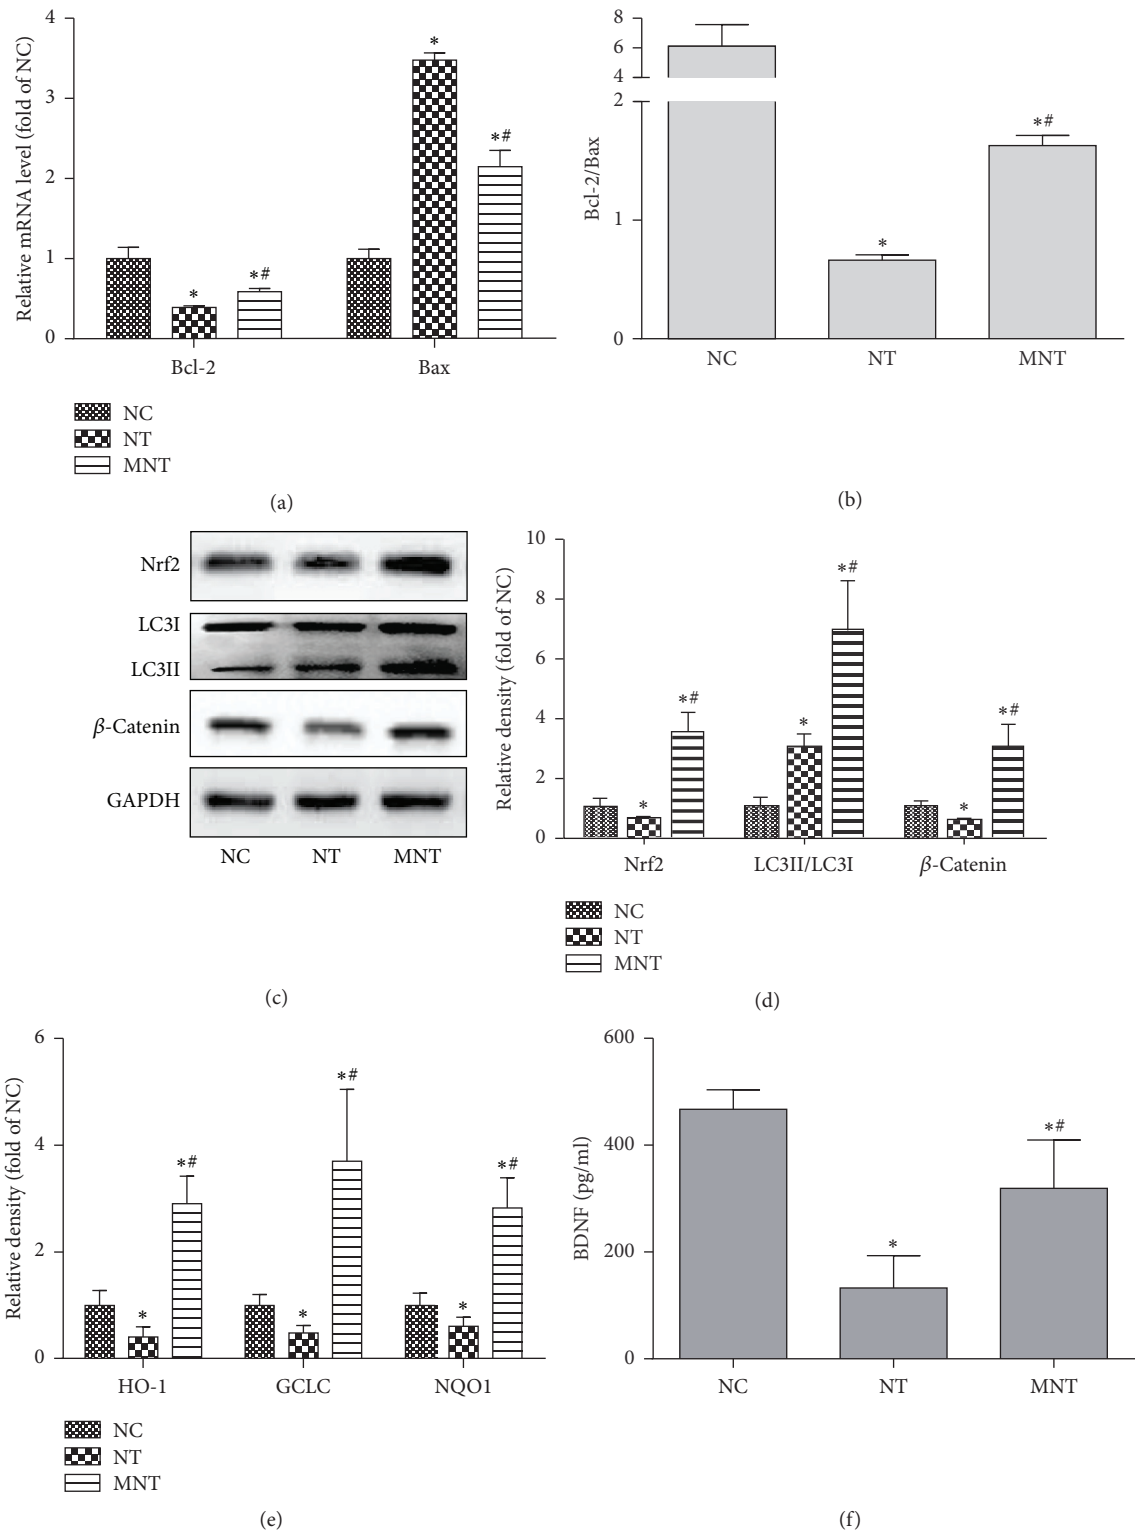 Relative mRNA level (fold of NC)
4
3
2
1
0
*
*#
*
*#
Bcl-2 Bax
NC
NT
MNT
(a)
Bcl-2/Bax
8
6
4
2
1
0
*
*#
NC NT MNT
(b)
Nrf2
LC3I
LC3II
β-Catenin
GAPDH
NC NT MNT
(c)
Relative density (fold of NC)
10
8
6
4
2
0
*
*#
*
*#
*
*#
Nrf2 LC3II/LC3I β-Catenin
NC
NT
MNT
(d)
Relative density (fold of NC)
6
4
2
0
*
*#
*
*#
*
*#
HO-1 GCLC NQO1
NC
NT
MNT
(e)
BDNF (pg/ml)
600
400
200
0
*
*#
NC NT MNT
(f)